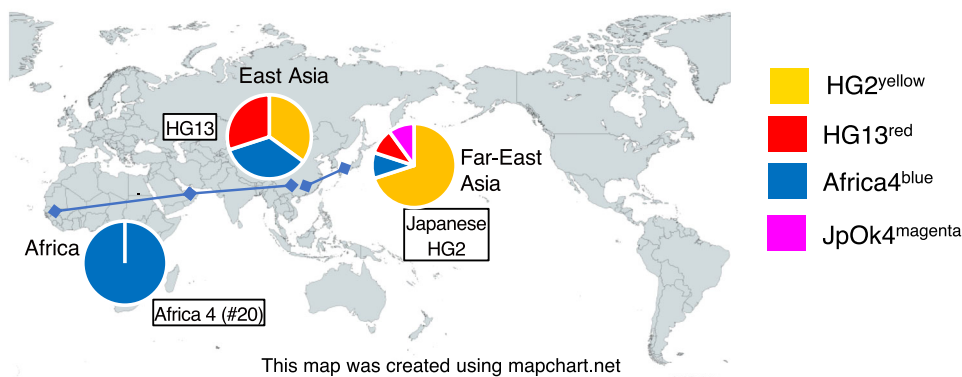 East Asia
HG13
Far-East
Asia
Japanese
HG2
Africa
Africa 4 (#20)
This map was created using mapchart.net
HG2yellow
HG13red
Africa4blue
JpOk4magenta